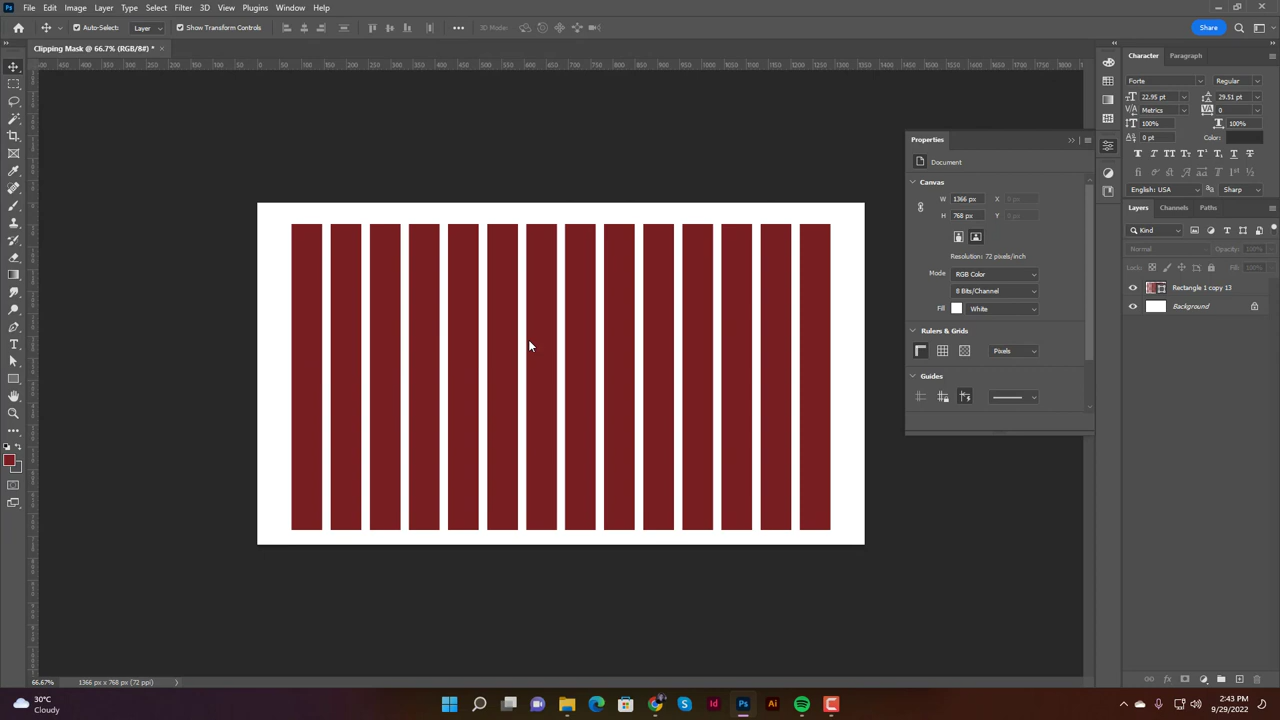 File Edit Image Layer Type Select Filter 3D View Plugins Window Help
Auto-Select: Layer Show Transform Controls 3D Mode: Share
Clipping Mask @ 66.7% (RGB/8#) *
Character Paragraph
Forte Regular
22.95 pt 29.51 pt
Metrics 0
100% 100%
0 pt Color:
English: USA Sharp
Properties
Document
Canvas
W 1366 px X 0 px
H 768 px Y 0 px
Resolution: 72 pixels/inch
Mode RGB Color
8 Bits/Channel
Fill White
Rulers & Grids
Pixels
Guides
Layers Channels Paths
Kind
Normal Opacity: 100%
Lock: Fill: 100%
Rectangle 1 copy 13
Background
66.67% 1366 px x 768 px (72 ppi)
30°C
Cloudy
2:43 PM
9/29/2022